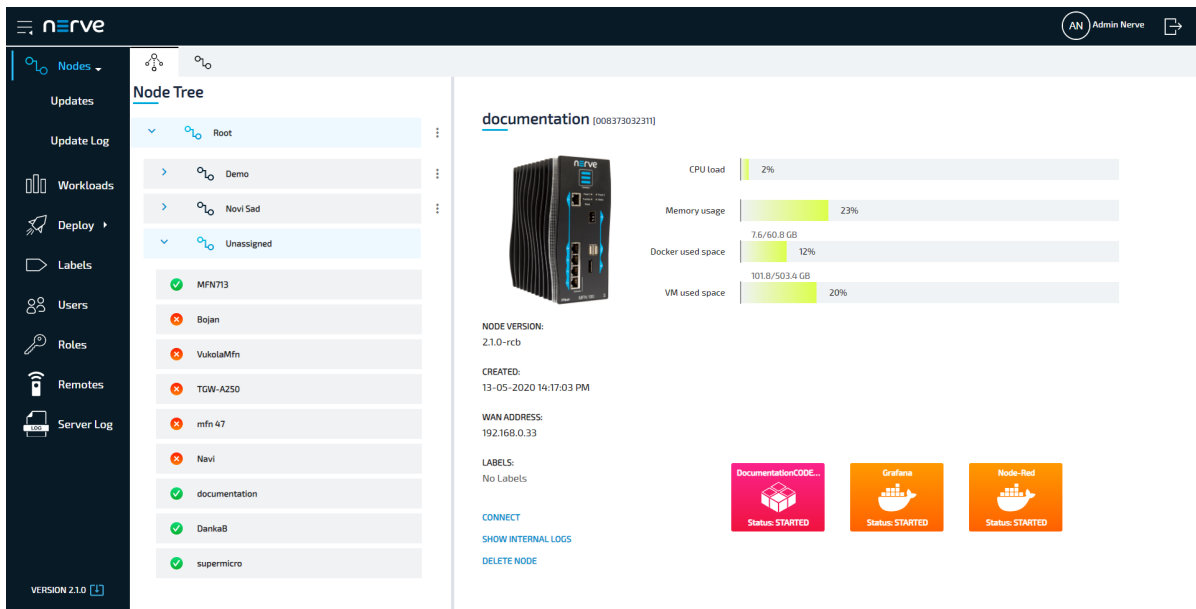 nerve
AN Admin Nerve
Nodes
Updates
Update Log
Workloads
Deploy
Labels
Users
Roles
Remotes
LOG
Server Log
VERSION 2.1.0
Node Tree
Root
Demo
Novi Sad
Unassigned
MFN713
Bojan
VukolaMfn
TGW-A250
mfn 47
Navi
documentation
DankaB
supermicro
documentation [008373032311]
nerve
MFN 100
CPU load 2%
Memory usage 23%
7.6/60.8 GB
Docker used space 12%
101.8/503.4 GB
VM used space 20%
NODE VERSION:
2.1.0-rcb
CREATED:
13-05-2020 14:17:03 PM
WAN ADDRESS:
192.168.0.33
LABELS:
No Labels
CONNECT
SHOW INTERNAL LOGS
DELETE NODE
DocumentationCODE...
Status: STARTED
Grafana
Status: STARTED
Node-Red
Status: STARTED